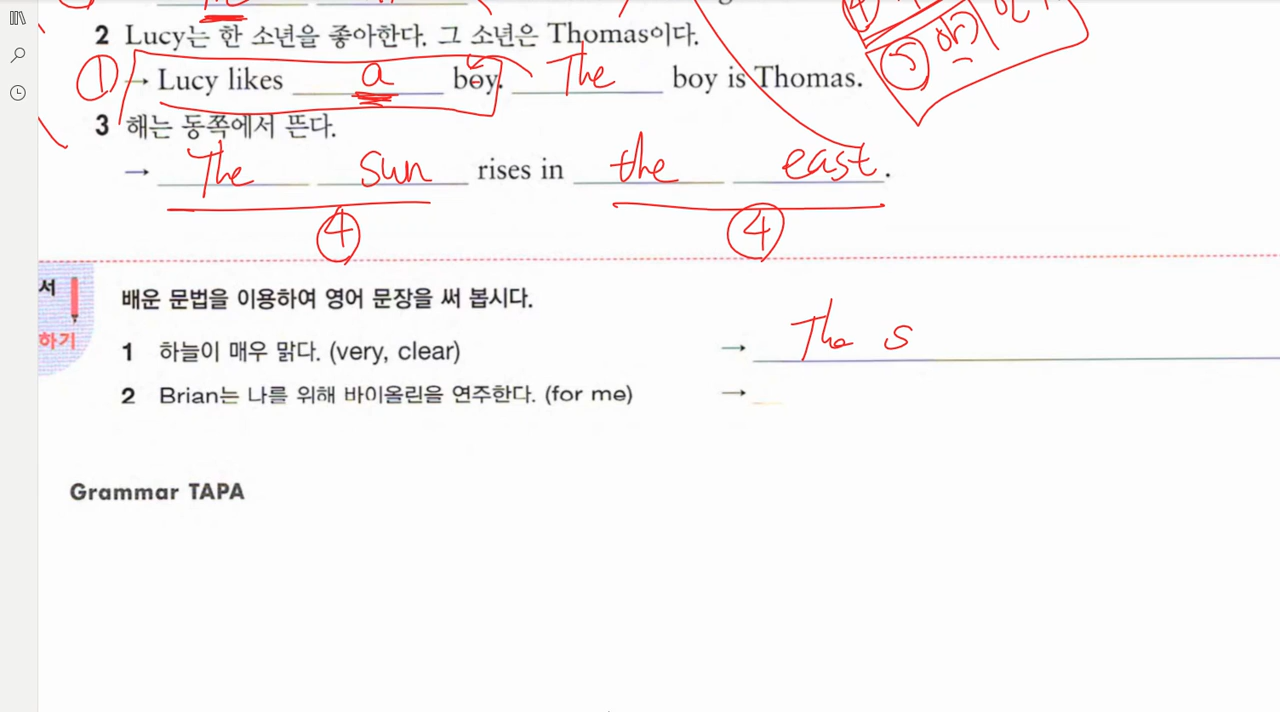 2 Lucy는 한 소년을 좋아한다. 그 소년은 Thomas이다.
① → Lucy likes a boy. The boy is Thomas.
3 해는 동쪽에서 뜬다.
→ The sun rises in the east.
④ ④
서
하기
배운 문법을 이용하여 영어 문장을 써 봅시다.
1 하늘이 매우 맑다. (very, clear) → The s
2 Brian는 나를 위해 바이올린을 연주한다. (for me) →
Grammar TAPA